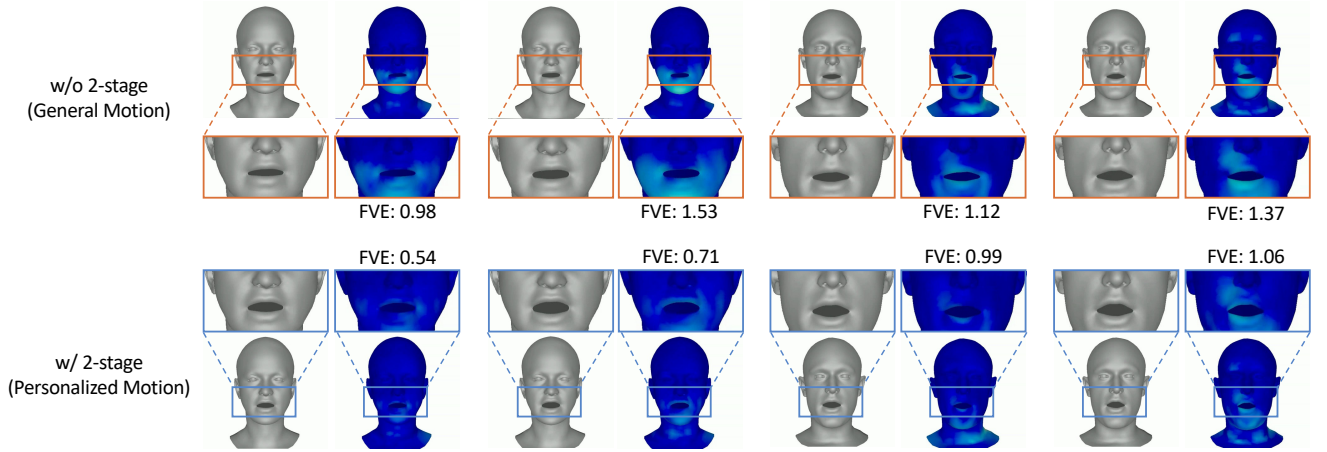 w/o 2-stage
(General Motion)
FVE: 0.98
FVE: 1.53
FVE: 1.12
FVE: 1.37
FVE: 0.54
FVE: 0.71
FVE: 0.99
FVE: 1.06
w/ 2-stage
(Personalized Motion)